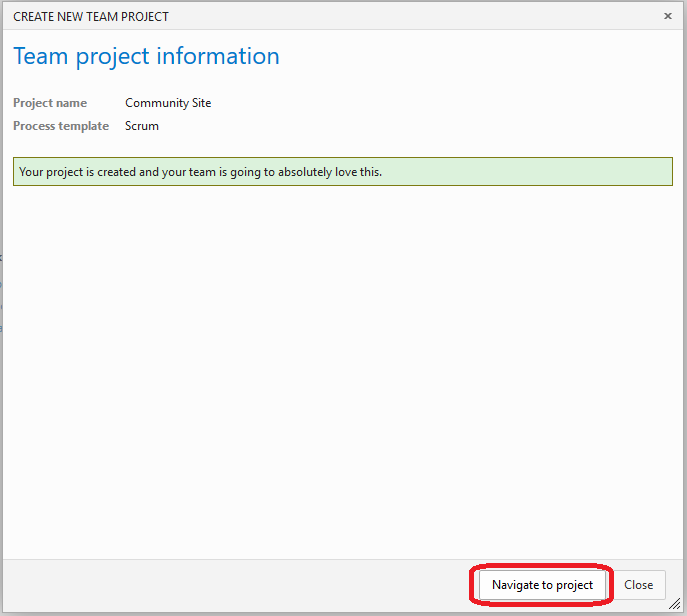 CREATE NEW TEAM PROJECT
Team project information
Project name Community Site
Process template Scrum
Your project is created and your team is going to absolutely love this.
Navigate to project Close